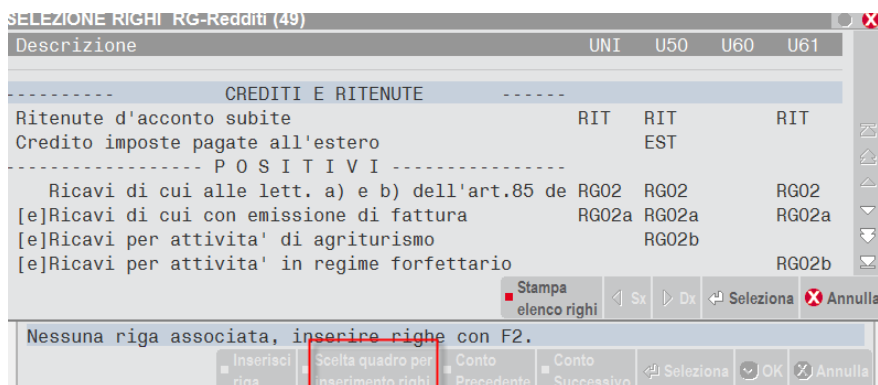 SELEZIONE RIGHI RG-Redditi (49)
Descrizione UNI U50 U60 U61
---------- CREDITI E RITENUTE ------
Ritenute d'acconto subite RIT RIT RIT
Credito imposte pagate all'estero EST
----------------- P O S I T I V I ----------------
Ricavi di cui alle lett. a) e b) dell'art.85 de RG02 RG02 RG02
[e]Ricavi di cui con emissione di fattura RG02a RG02a RG02a
[e]Ricavi per attivita' di agriturismo RG02b
[e]Ricavi per attivita' in regime forfettario RG02b
Stampa elenco righi Sx Dx Seleziona Annulla
Nessuna riga associata, inserire righe con F2.
Inserisci riga Scelta quadro per inserimento righi Conto Precedente Conto Successivo Seleziona OK Annulla